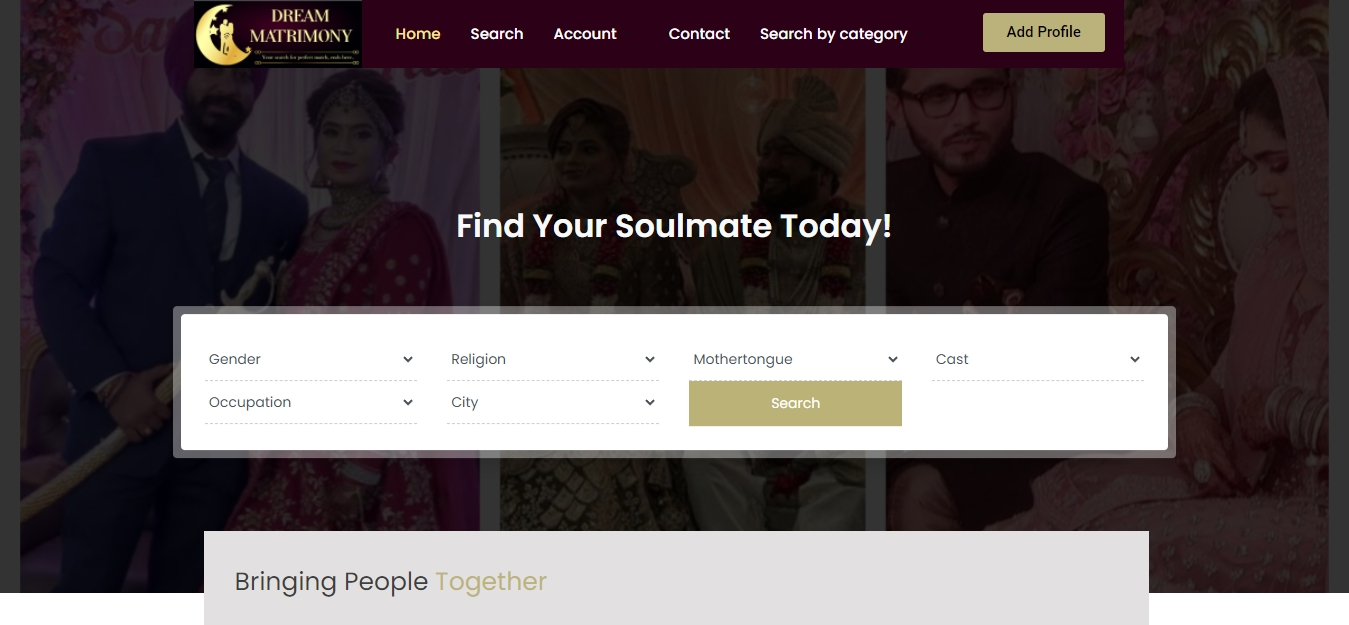 DREAM
MATRIMONY
Your search for perfect match, ends here.
Home Search Account Contact Search by category Add Profile
Find Your Soulmate Today!
Gender Religion Mothertongue Cast
Occupation City Search
Bringing People Together